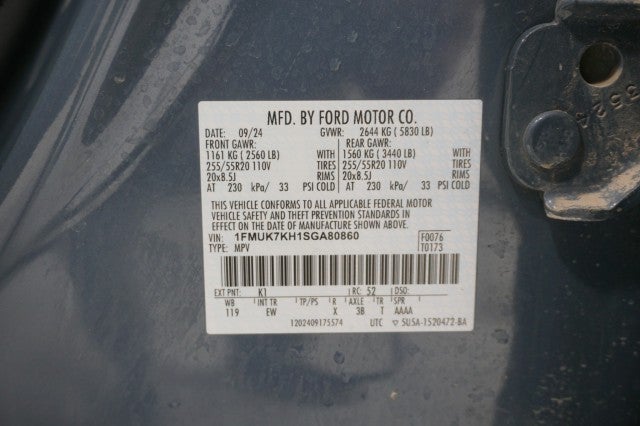 MFD. BY FORD MOTOR CO.
DATE: 09/24 GVWR: 2644 KG ( 5830 LB)
FRONT GAWR: REAR GAWR:
1161 KG ( 2560 LB) WITH 1560 KG ( 3440 LB) WITH
255/55R20 110V TIRES 255/55R20 110V TIRES
20x8.5J RIMS 20x8.5J RIMS
AT 230 kPa/ 33 PSI COLD AT 230 kPa/ 33 PSI COLD
THIS VEHICLE CONFORMS TO ALL APPLICABLE FEDERAL MOTOR
VEHICLE SAFETY AND THEFT PREVENTION STANDARDS IN
EFFECT ON THE DATE OF MANUFACTURE SHOWN ABOVE.
VIN: 1FMUK7KH1SGA80860 F0076
TYPE: MPV T0173
EXT PNT: K1 RC: 52 DSO:
WB INT TR TP/PS R AXLE TR SPR
119 EW X 3B T AAAA
1202409175574 UTC SU5A-1520472-BA